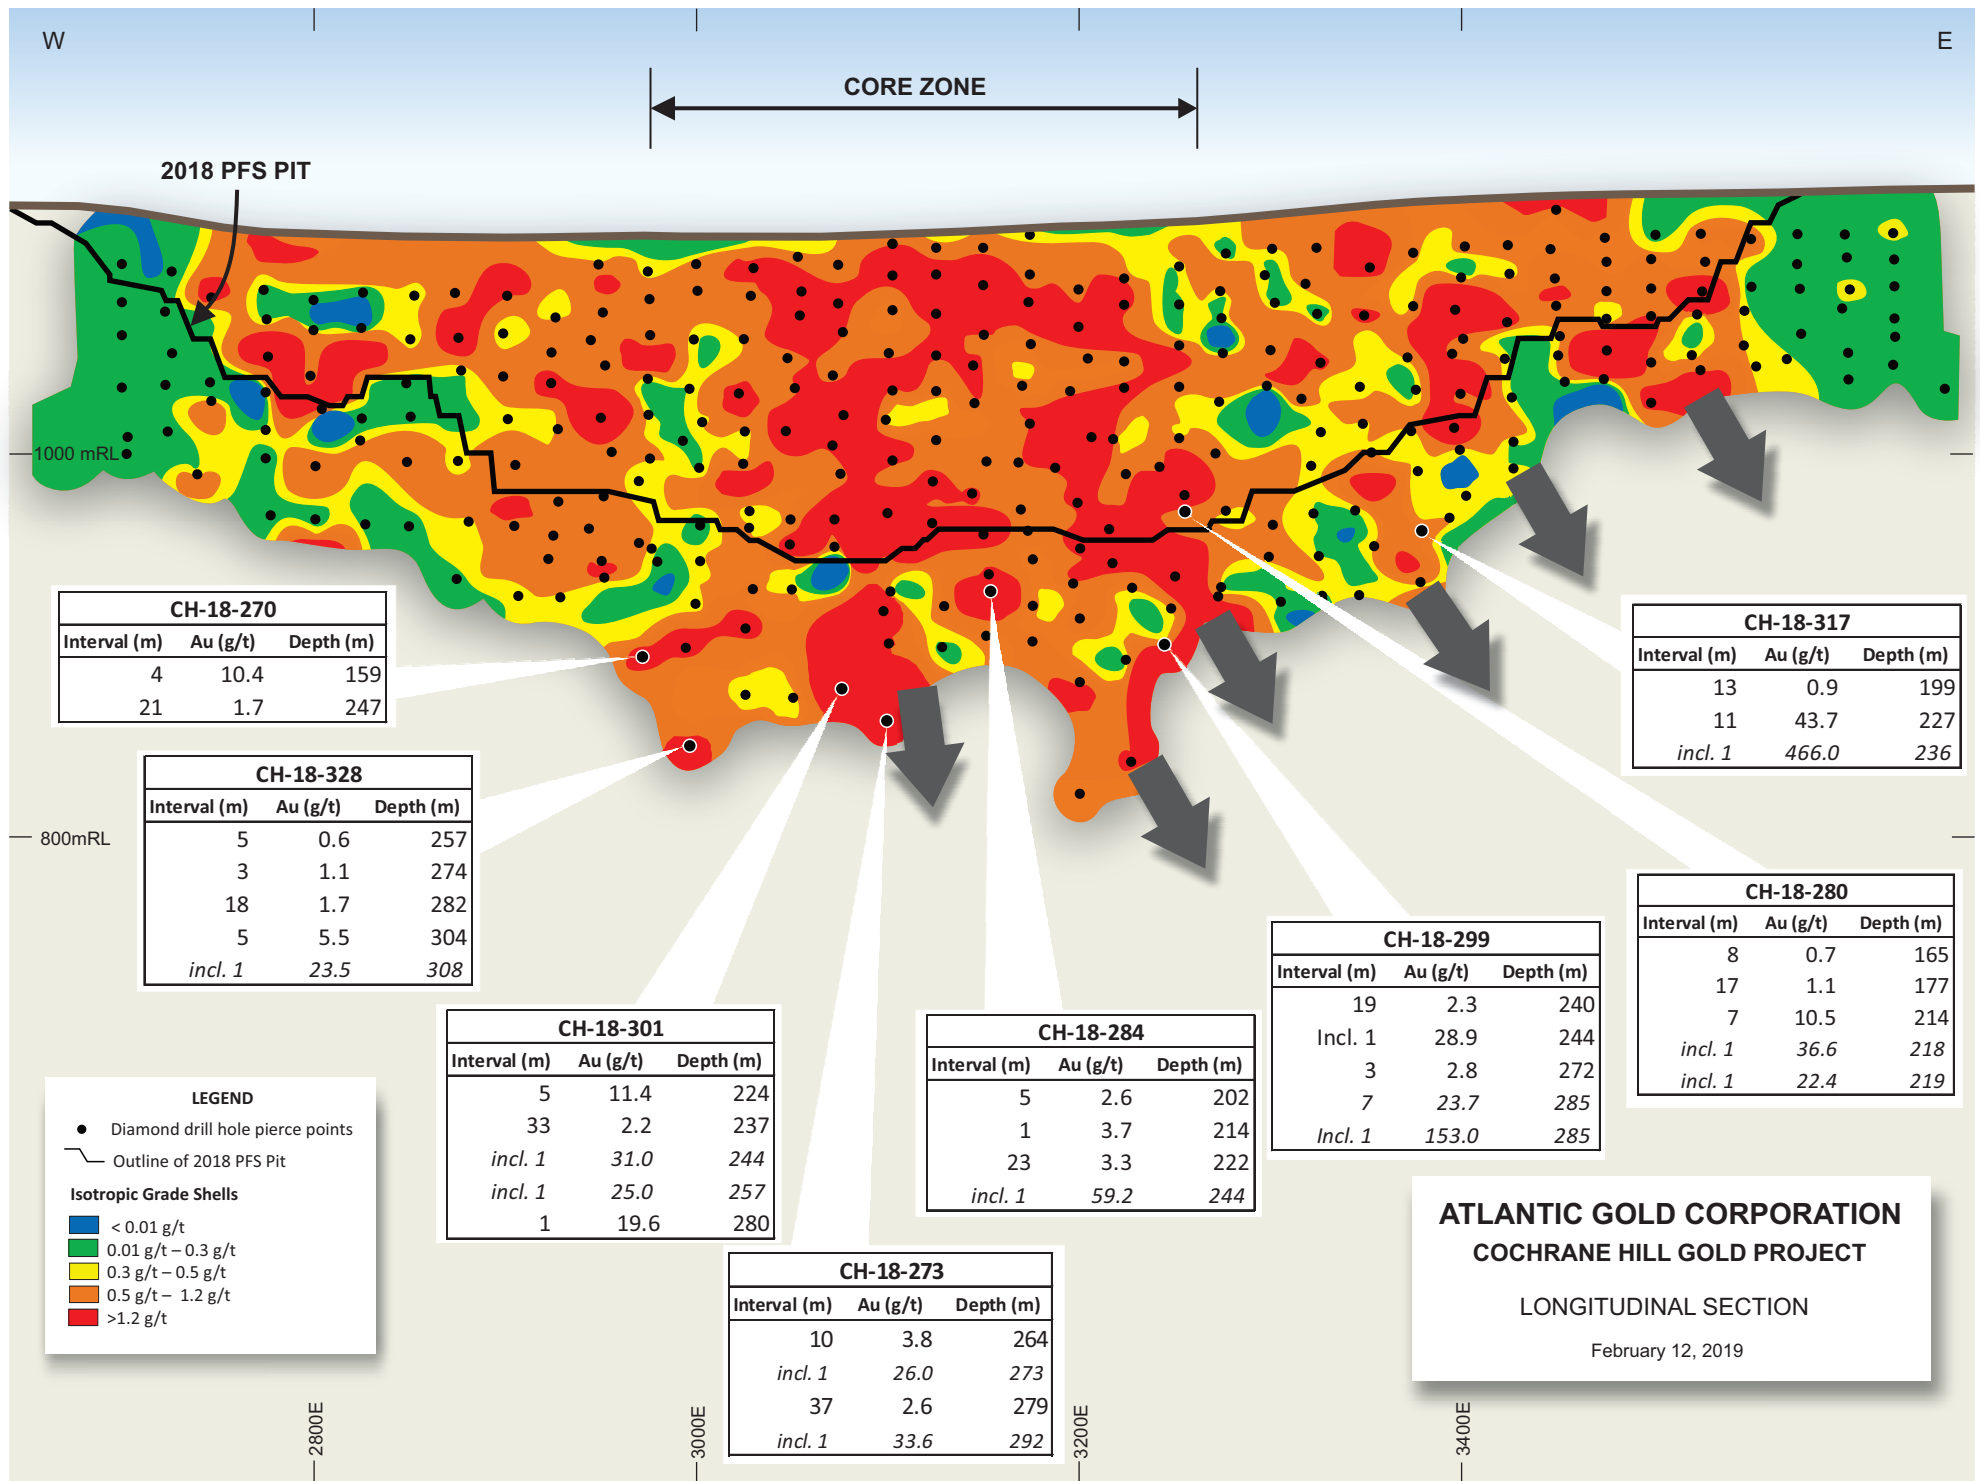 W
E
CORE ZONE
2018 PFS PIT
1000 mRL
800mRL
CH-18-270
Interval (m) Au (g/t) Depth (m)
4 10.4 159
21 1.7 247
CH-18-328
Interval (m) Au (g/t) Depth (m)
5 0.6 257
3 1.1 274
18 1.7 282
5 5.5 304
incl. 1 23.5 308
CH-18-301
Interval (m) Au (g/t) Depth (m)
5 11.4 224
33 2.2 237
incl. 1 31.0 244
incl. 1 25.0 257
1 19.6 280
CH-18-273
Interval (m) Au (g/t) Depth (m)
10 3.8 264
incl. 1 26.0 273
37 2.6 279
incl. 1 33.6 292
CH-18-284
Interval (m) Au (g/t) Depth (m)
5 2.6 202
1 3.7 214
23 3.3 222
incl. 1 59.2 244
CH-18-299
Interval (m) Au (g/t) Depth (m)
19 2.3 240
Incl. 1 28.9 244
3 2.8 272
7 23.7 285
Incl. 1 153.0 285
CH-18-317
Interval (m) Au (g/t) Depth (m)
13 0.9 199
11 43.7 227
incl. 1 466.0 236
CH-18-280
Interval (m) Au (g/t) Depth (m)
8 0.7 165
17 1.1 177
7 10.5 214
incl. 1 36.6 218
incl. 1 22.4 219
LEGEND
Diamond drill hole pierce points
Outline of 2018 PFS Pit
Isotropic Grade Shells
< 0.01 g/t
0.01 g/t – 0.3 g/t
0.3 g/t – 0.5 g/t
0.5 g/t – 1.2 g/t
>1.2 g/t
ATLANTIC GOLD CORPORATION
COCHRANE HILL GOLD PROJECT
LONGITUDINAL SECTION
February 12, 2019
2800E
3000E
3200E
3400E